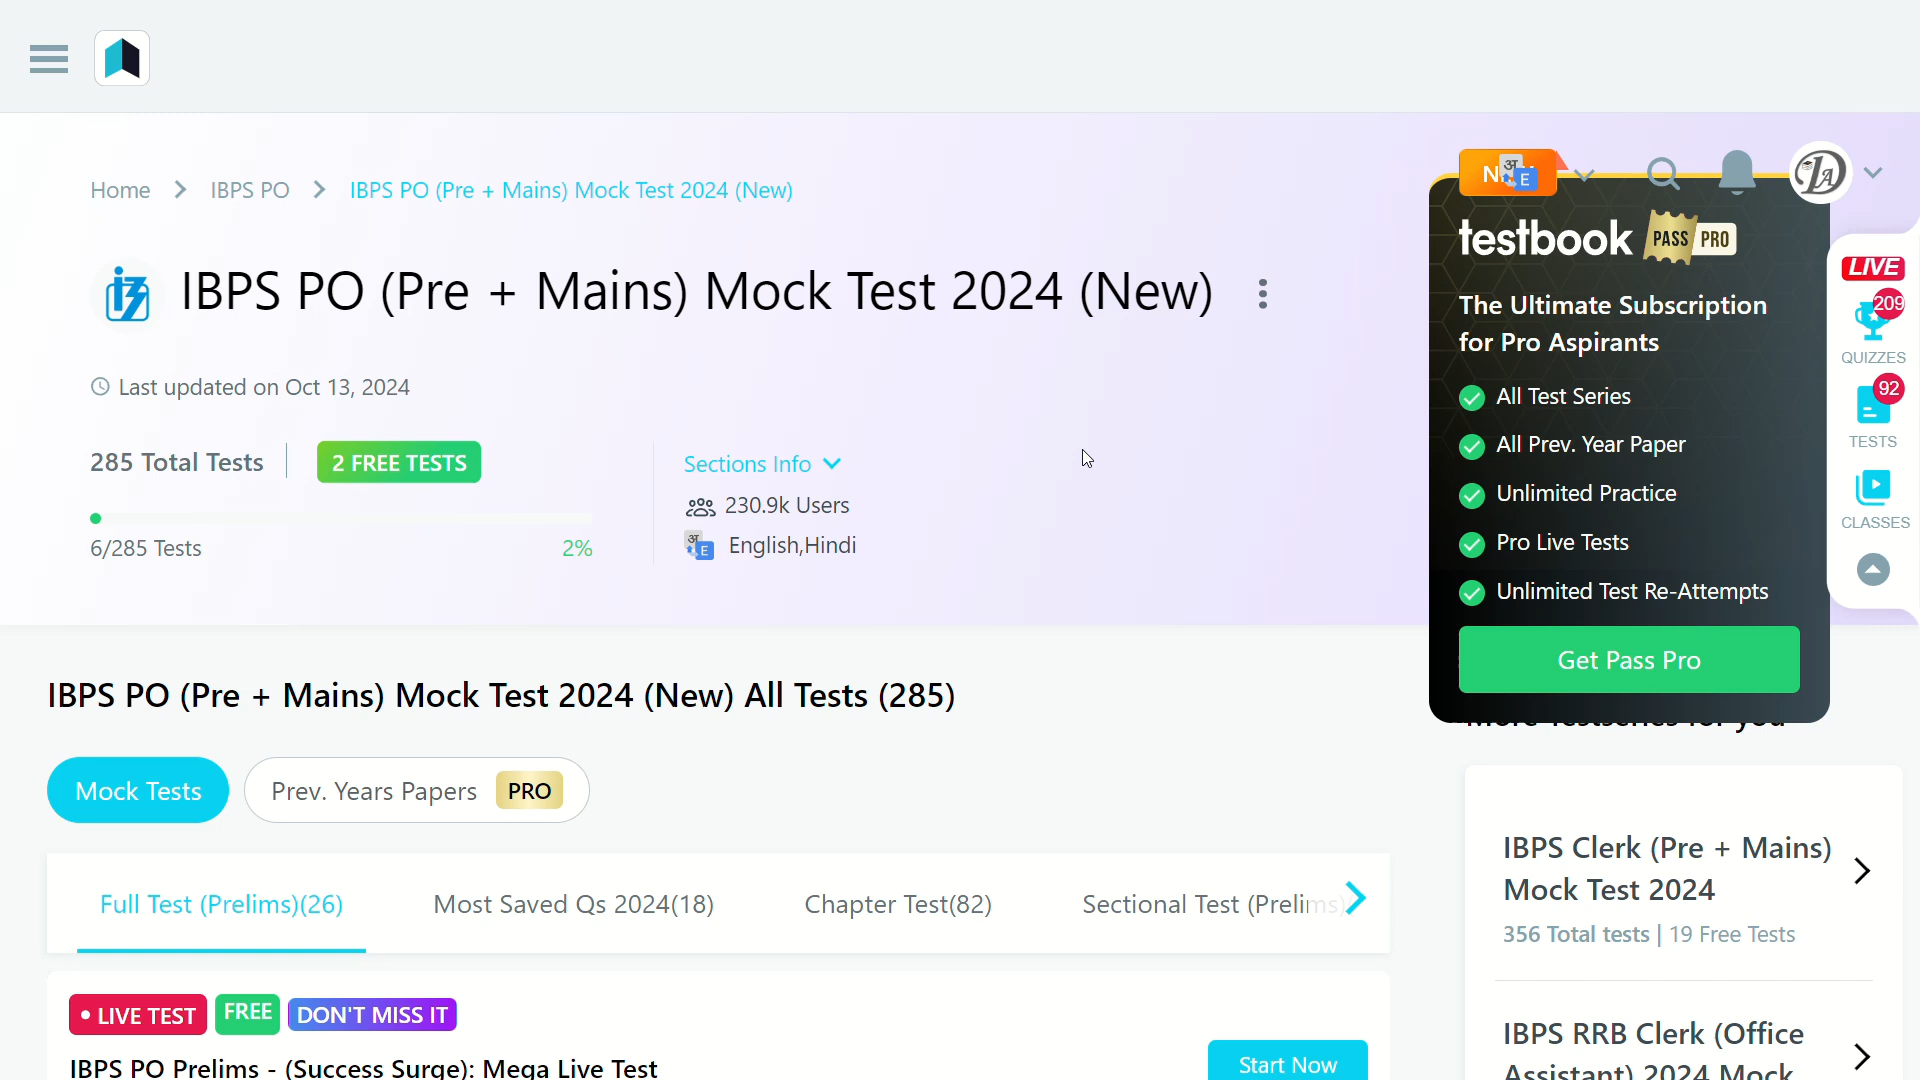 Home > IBPS PO > IBPS PO (Pre + Mains) Mock Test 2024 (New)
IBPS PO (Pre + Mains) Mock Test 2024 (New)
Last updated on Oct 13, 2024
285 Total Tests
2 FREE TESTS
6/285 Tests
2%
Sections Info
230.9k Users
अ E English,Hindi
अ E
testbook PASS PRO
The Ultimate Subscription
for Pro Aspirants
All Test Series
All Prev. Year Paper
Unlimited Practice
Pro Live Tests
Unlimited Test Re-Attempts
Get Pass Pro
LIVE
209
QUIZZES
92
TESTS
CLASSES
IBPS PO (Pre + Mains) Mock Test 2024 (New) All Tests (285)
Mock Tests
Prev. Years Papers PRO
Full Test (Prelims)(26)
Most Saved Qs 2024(18)
Chapter Test(82)
Sectional Test (Prelims)
• LIVE TEST FREE DON'T MISS IT
IBPS PO Prelims - (Success Surge): Mega Live Test
Start Now
More Testseries for you
IBPS Clerk (Pre + Mains)
Mock Test 2024
356 Total tests | 19 Free Tests
IBPS RRB Clerk (Office
Assistant) 2024 Mock